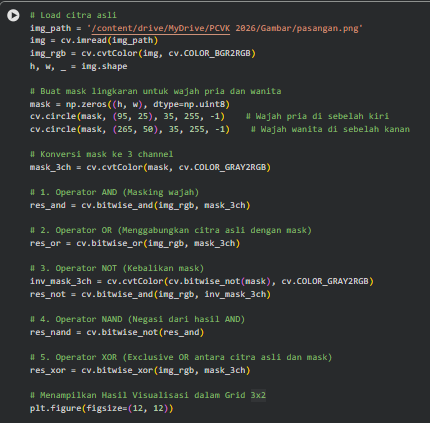 # Load citra asli
img_path = '/content/drive/MyDrive/PCVK 2026/Gambar/pasangan.png'
img = cv.imread(img_path)
img_rgb = cv.cvtColor(img, cv.COLOR_BGR2RGB)
h, w, _ = img.shape
# Buat mask lingkaran untuk wajah pria dan wanita
mask = np.zeros((h, w), dtype=np.uint8)
cv.circle(mask, (95, 25), 35, 255, -1)    # Wajah pria di sebelah kiri
cv.circle(mask, (265, 50), 35, 255, -1)    # Wajah wanita di sebelah kanan
# Konversi mask ke 3 channel
mask_3ch = cv.cvtColor(mask, cv.COLOR_GRAY2RGB)
# 1. Operator AND (Masking wajah)
res_and = cv.bitwise_and(img_rgb, mask_3ch)
# 2. Operator OR (Menggabungkan citra asli dengan mask)
res_or = cv.bitwise_or(img_rgb, mask_3ch)
# 3. Operator NOT (Kebalikan mask)
inv_mask_3ch = cv.cvtColor(cv.bitwise_not(mask), cv.COLOR_GRAY2RGB)
res_not = cv.bitwise_and(img_rgb, inv_mask_3ch)
# 4. Operator NAND (Negasi dari hasil AND)
res_nand = cv.bitwise_not(res_and)
# 5. Operator XOR (Exclusive OR antara citra asli dan mask)
res_xor = cv.bitwise_xor(img_rgb, mask_3ch)
# Menampilkan Hasil Visualisasi dalam Grid 3x2
plt.figure(figsize=(12, 12))